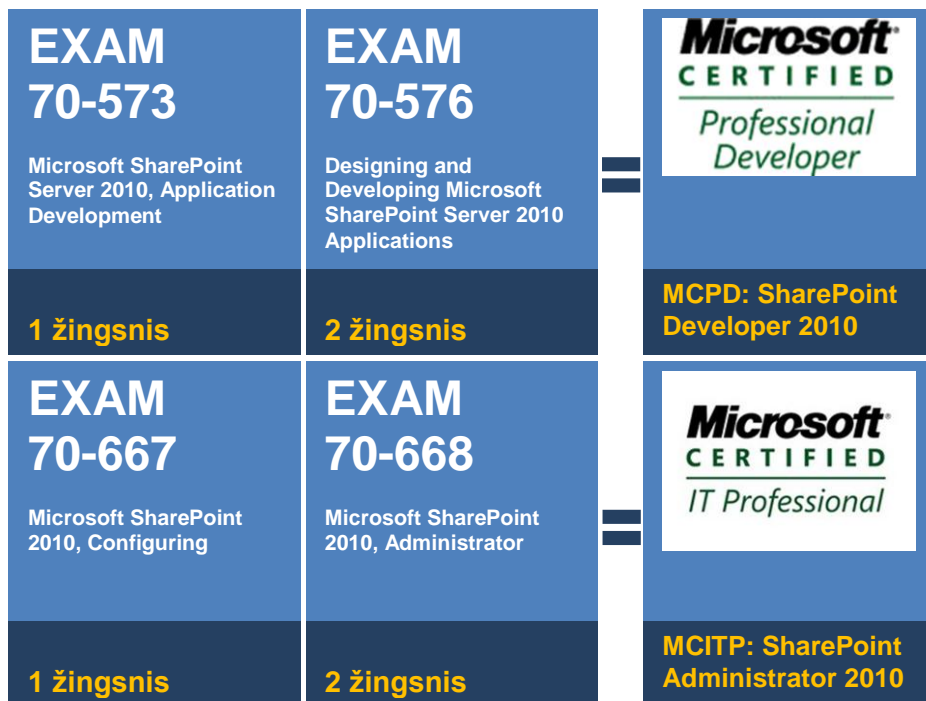 EXAM
70-573
Microsoft SharePoint
Server 2010, Application
Development
1 žingsnis
EXAM
70-576
Designing and
Developing Microsoft
SharePoint Server 2010
Applications
2 žingsnis
=
Microsoft
CERTIFIED
Professional
Developer
MCPD: SharePoint
Developer 2010
EXAM
70-667
Microsoft SharePoint
2010, Configuring
1 žingsnis
EXAM
70-668
Microsoft SharePoint
2010, Administrator
2 žingsnis
=
Microsoft
CERTIFIED
IT Professional
MCITP: SharePoint
Administrator 2010